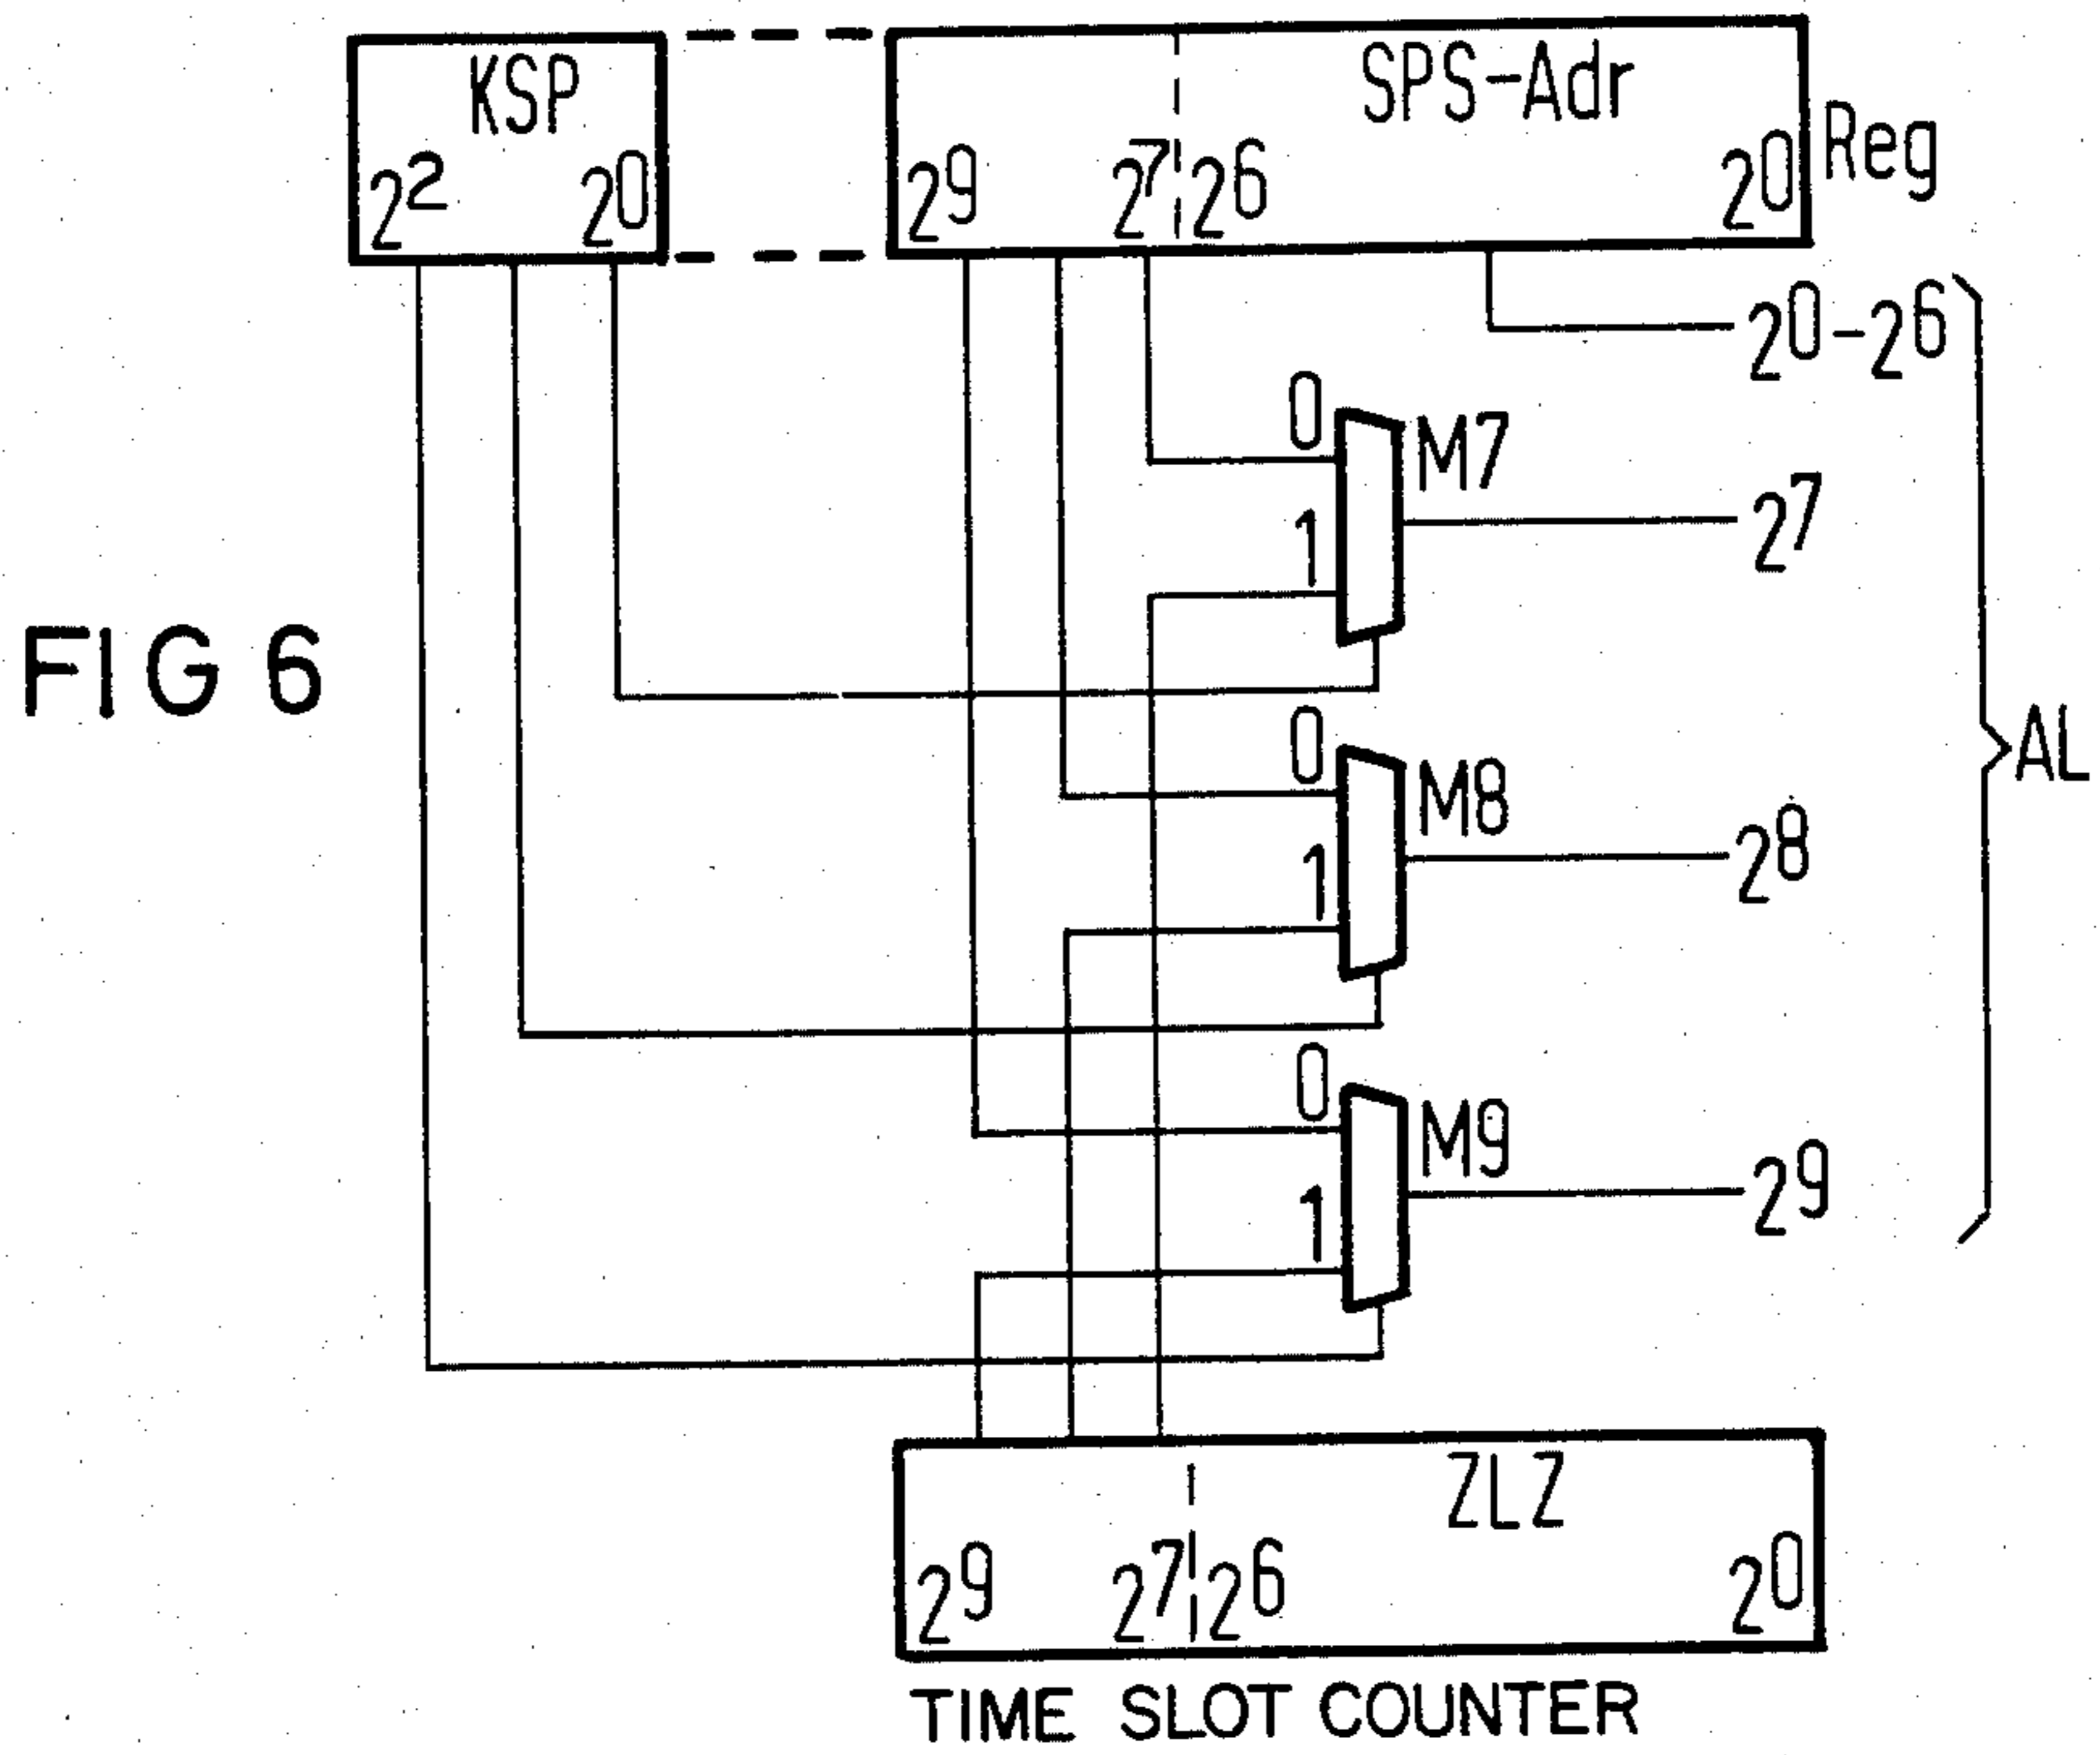 KSP
2² 2⁰
SPS-Adr
2⁹ 2⁷ 2⁶ 2⁰
Reg
2⁰-2⁶
0
M7
1
2⁷
FIG 6
0
M8
1
2⁸
AL
0
M9
1
2⁹
ZLZ
2⁹ 2⁷ 2⁶ 2⁰
TIME SLOT COUNTER